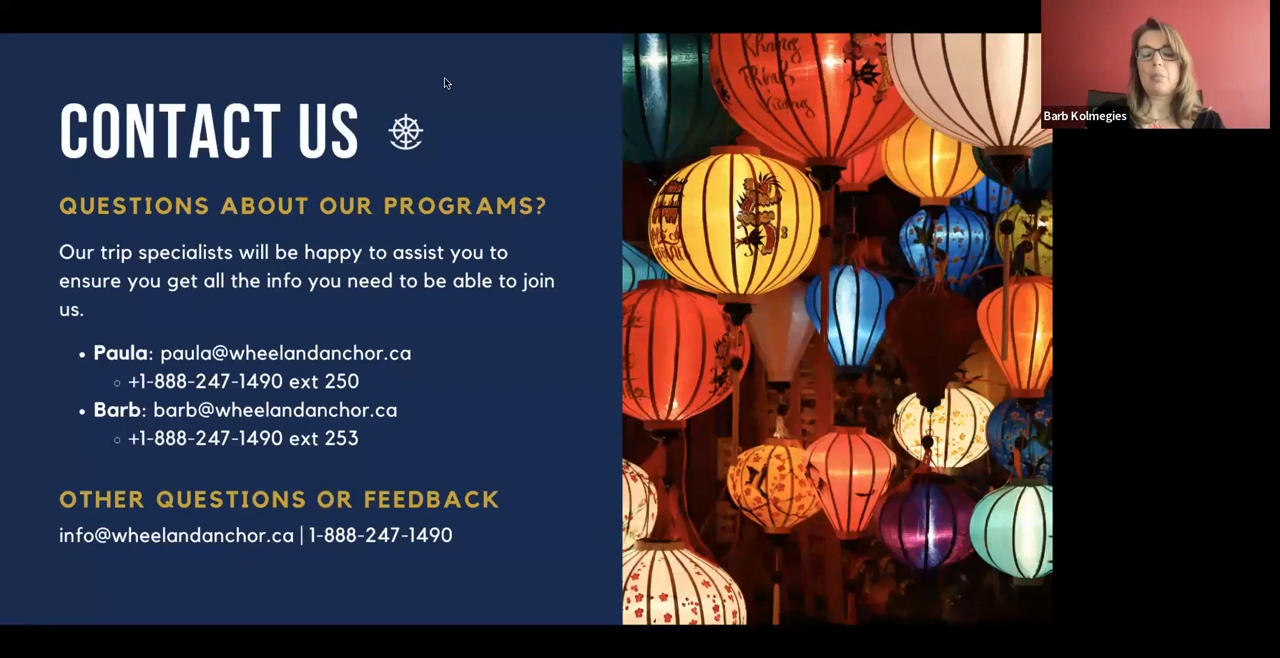 CONTACT US
QUESTIONS ABOUT OUR PROGRAMS?
Our trip specialists will be happy to assist you to
ensure you get all the info you need to be able to join
us.
• Paula: paula@wheelandanchor.ca
○ +1-888-247-1490 ext 250
• Barb: barb@wheelandanchor.ca
○ +1-888-247-1490 ext 253
OTHER QUESTIONS OR FEEDBACK
info@wheelandanchor.ca | 1-888-247-1490
Barb Kolmegies